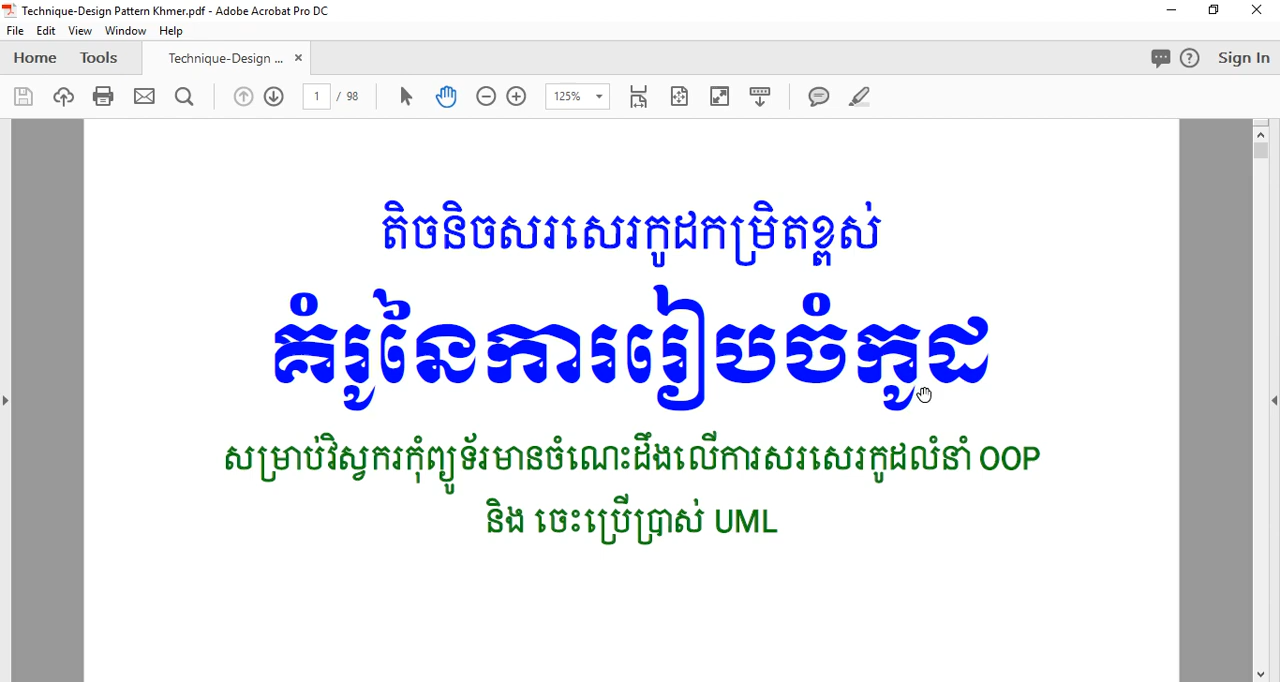 Technique-Design Pattern Khmer.pdf - Adobe Acrobat Pro DC
File Edit View Window Help
Home Tools Technique-Design ... × Sign In
1 / 98 125%
តិចនិចសរសេរកូដកម្រិតខ្ពស់
គំរូនៃការរៀបចំកូដ
សម្រាប់វិស្វករកុំព្យូទ័រមានចំណេះដឹងលើការសរសេរកូដលំនាំ OOP
និង ចេះប្រើប្រាស់ UML